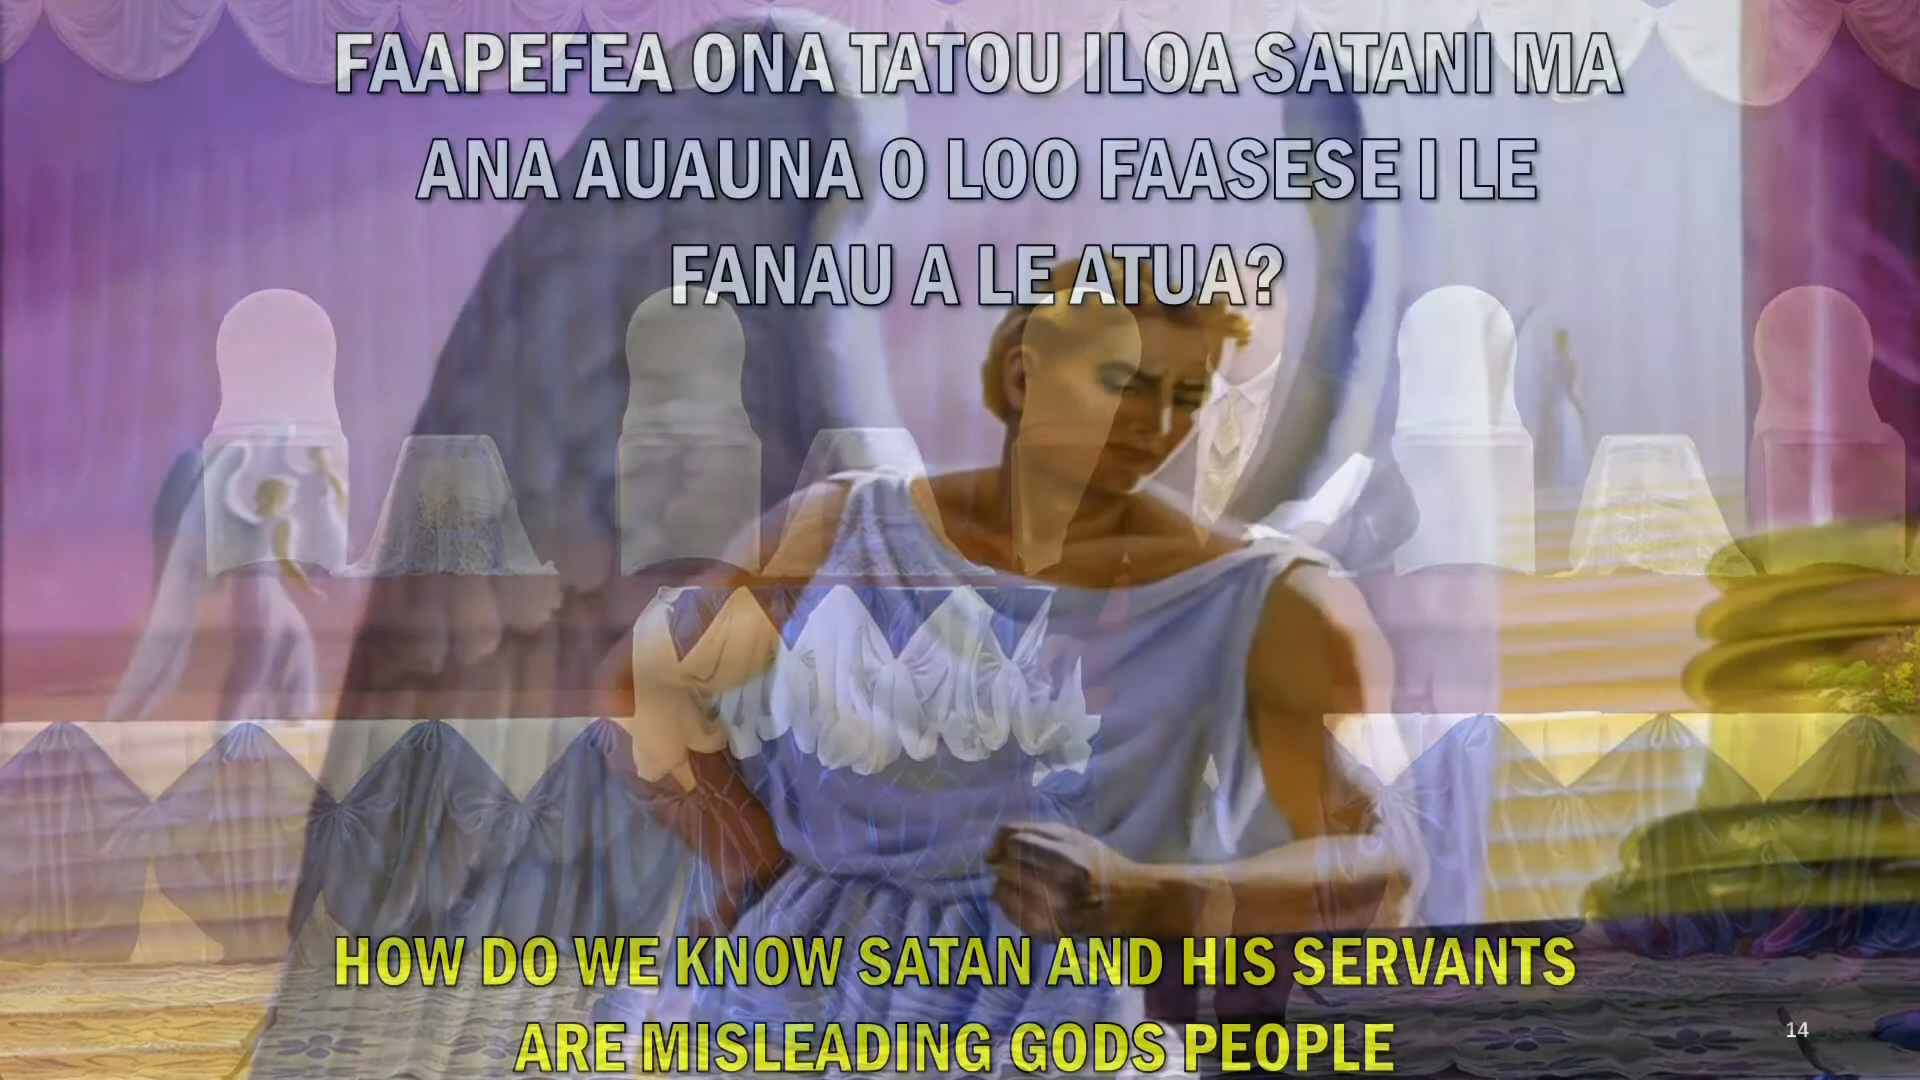 FAAPEFEA ONA TATOU ILOA SATANI MA
ANA AUAUNA O LOO FAASESE I LE
FANAU A LE ATUA?
HOW DO WE KNOW SATAN AND HIS SERVANTS
ARE MISLEADING GODS PEOPLE
14